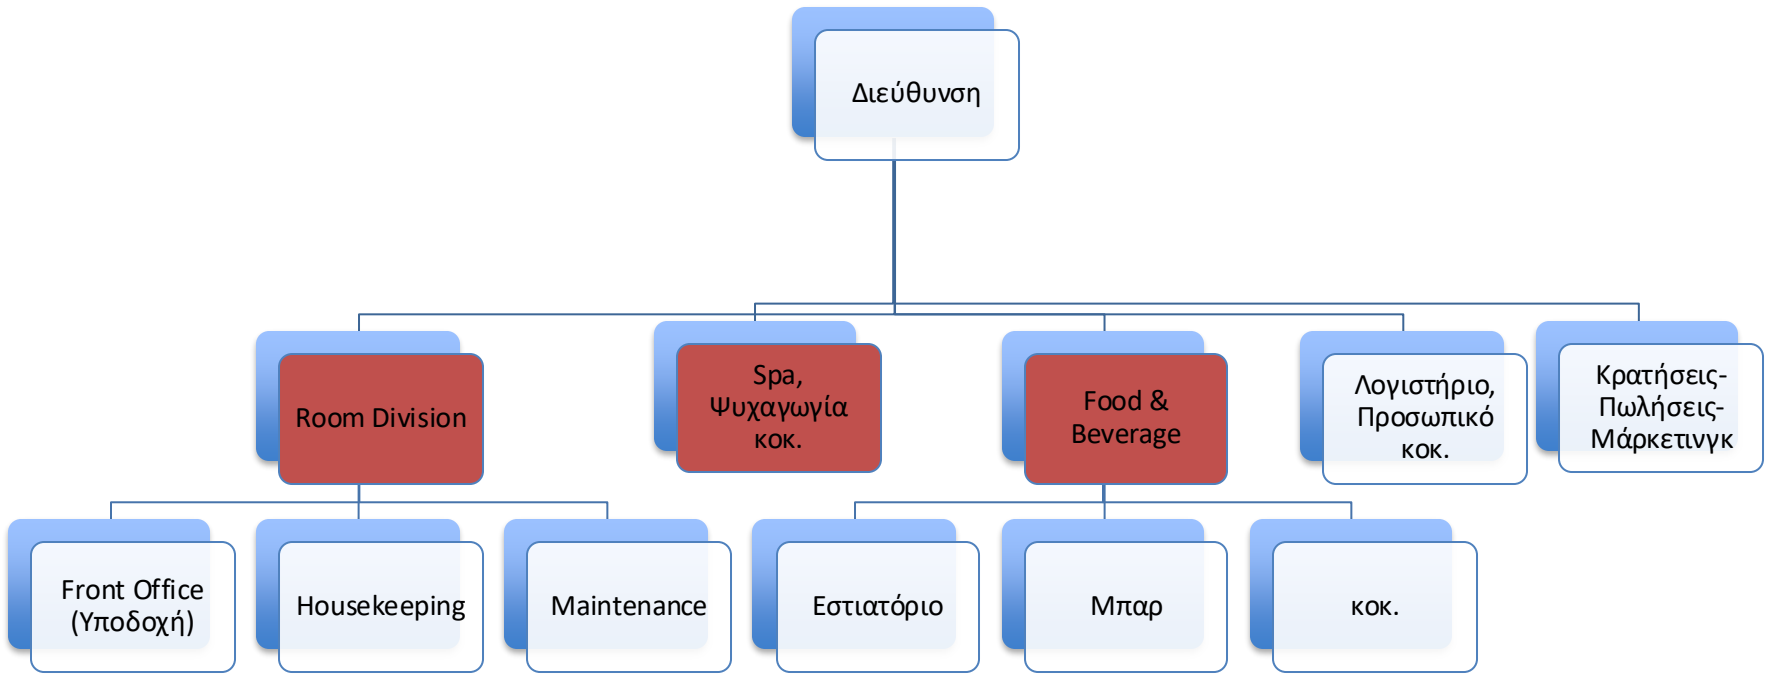 Διεύθυνση
Room Division
Spa,
Ψυχαγωγία
κοκ.
Food &
Beverage
Λογιστήριο,
Προσωπικό
κοκ.
Κρατήσεις-
Πωλήσεις-
Μάρκετινγκ
Front Office
(Υποδοχή)
Housekeeping
Maintenance
Εστιατόριο
Μπαρ
κοκ.